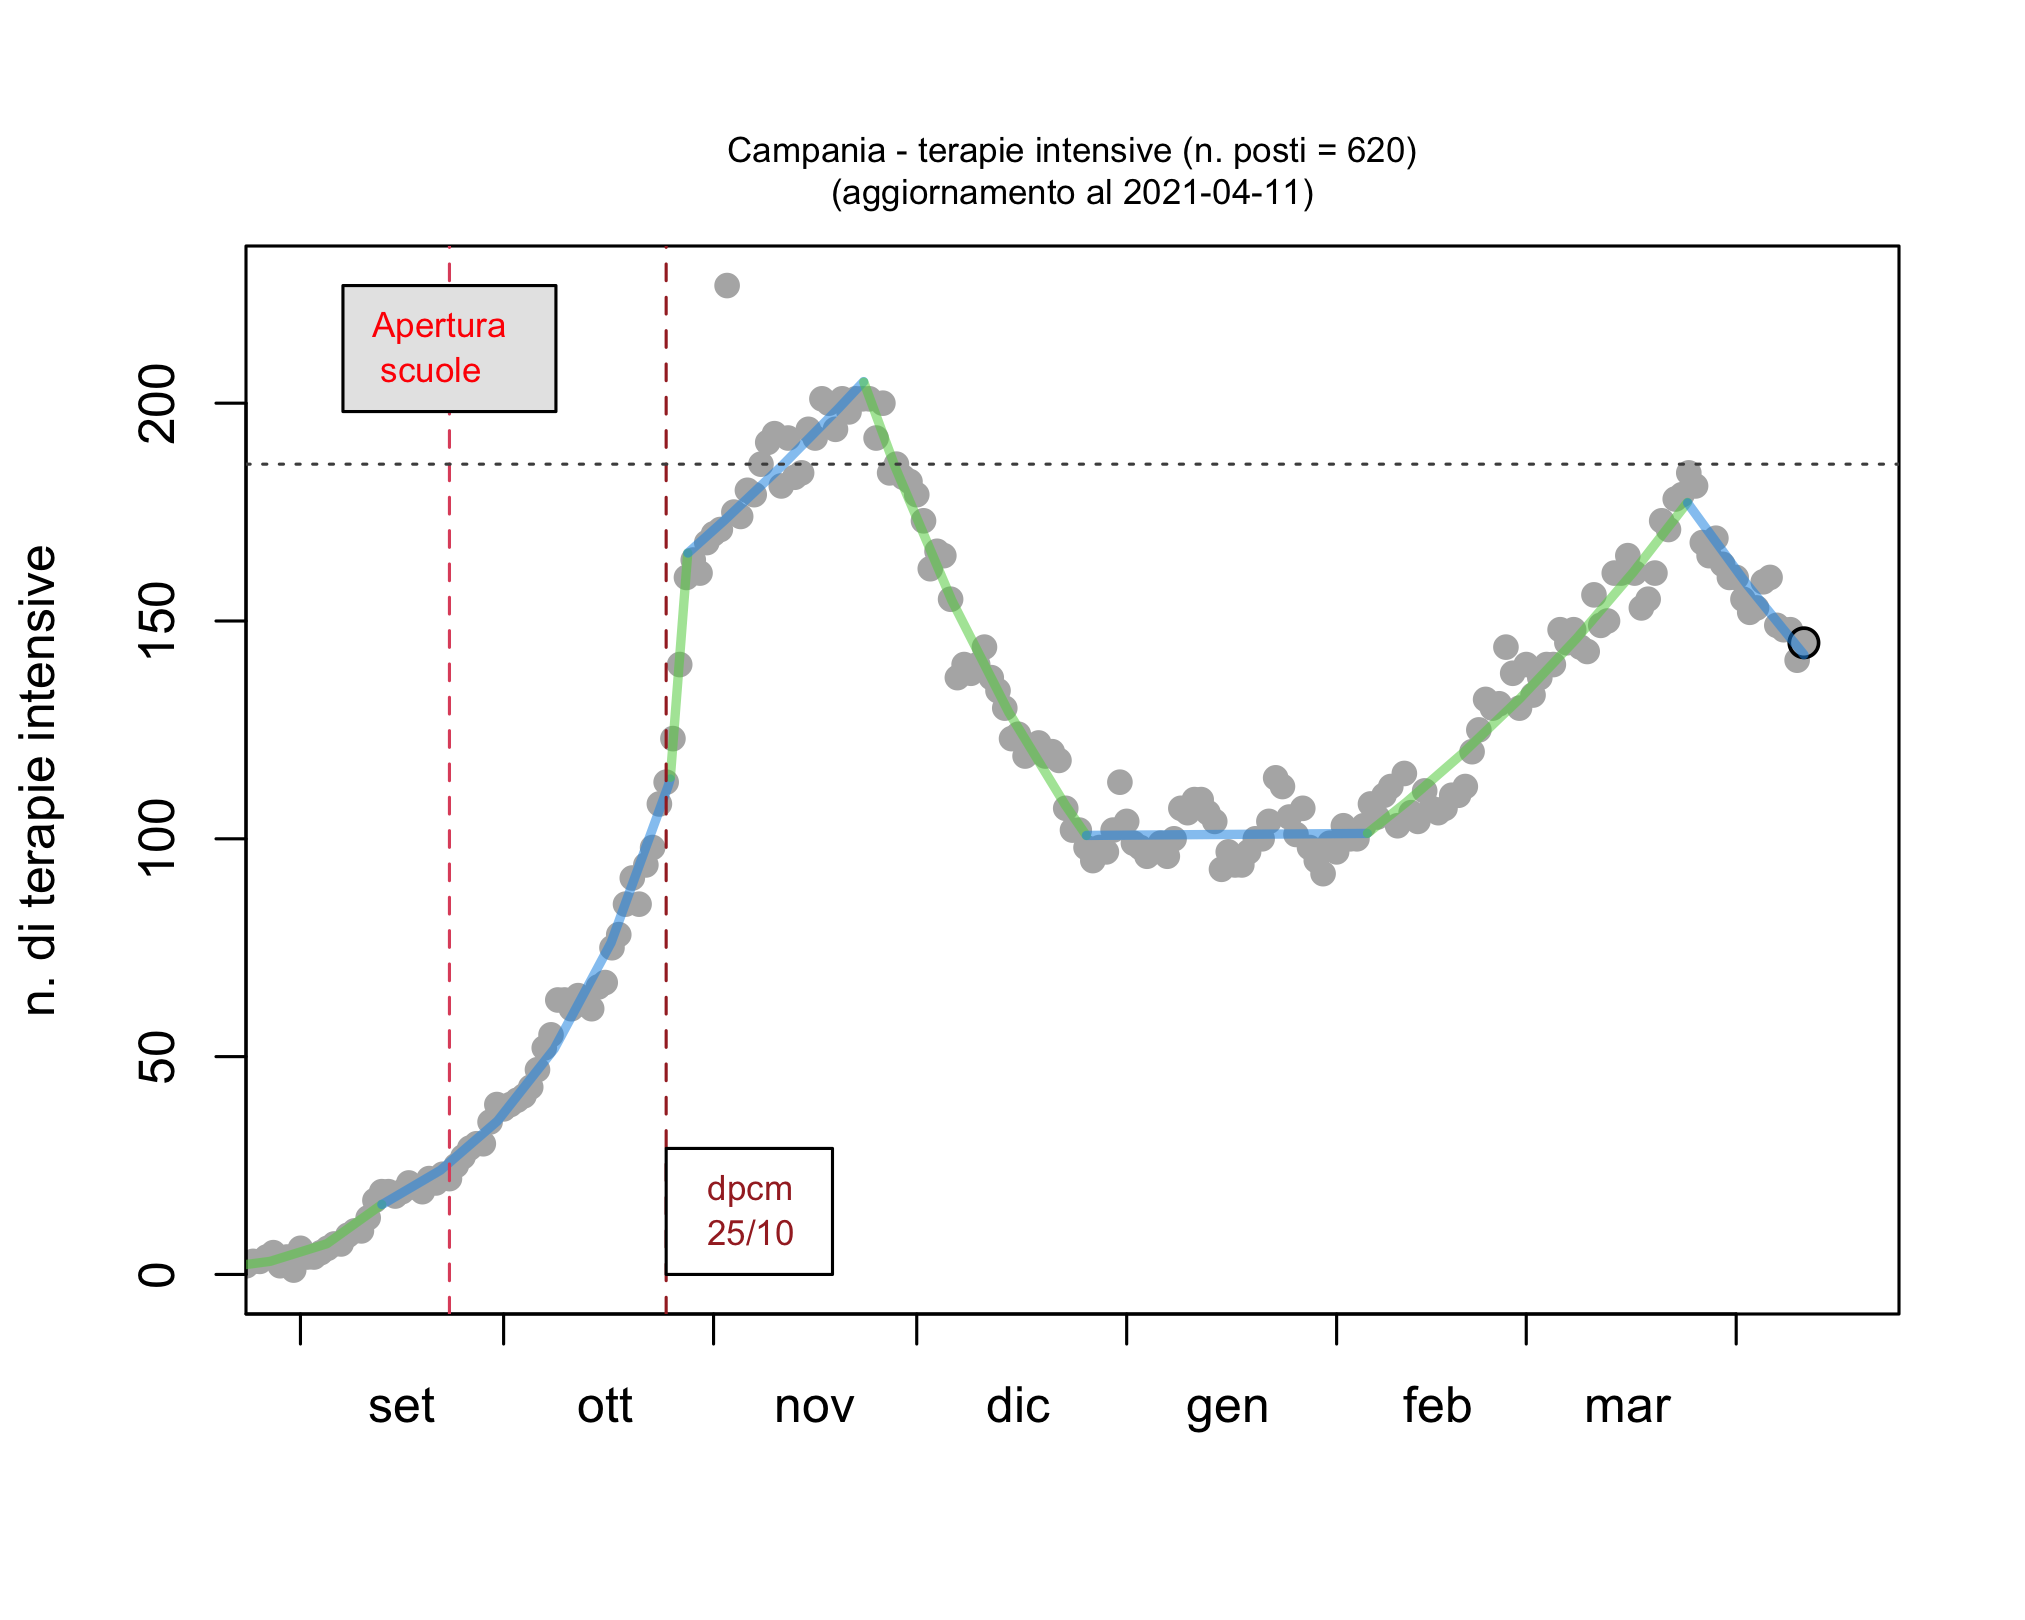 Campania - terapie intensive (n. posti = 620)
(aggiornamento al 2021-04-11)
Apertura
scuole
dpcm
25/10
n. di terapie intensive
200
150
100
50
0
set
ott
nov
dic
gen
feb
mar